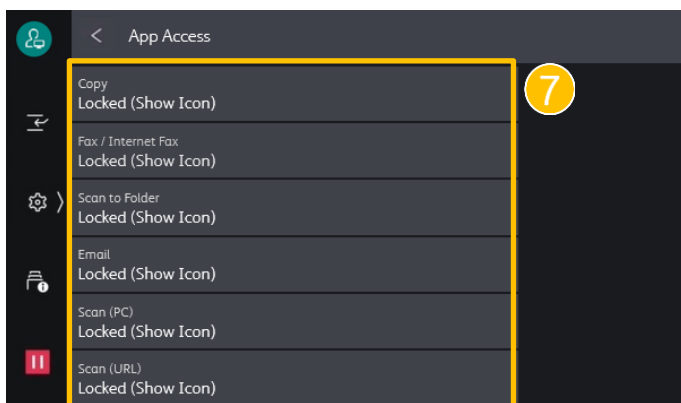 App Access
7
Copy
Locked (Show Icon)
Fax / Internet Fax
Locked (Show Icon)
Scan to Folder
Locked (Show Icon)
Email
Locked (Show Icon)
Scan (PC)
Locked (Show Icon)
Scan (URL)
Locked (Show Icon)